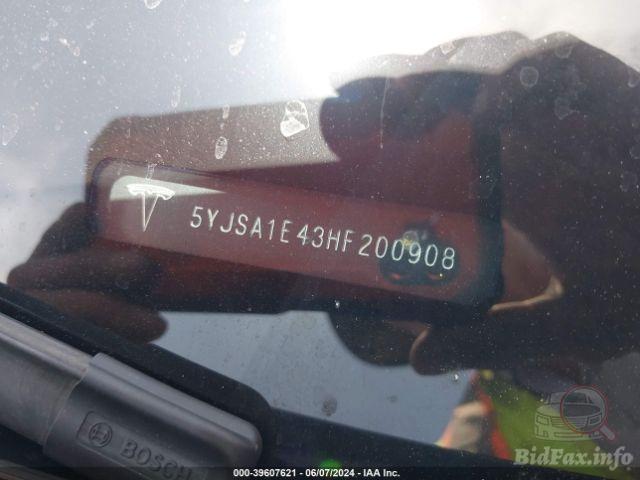 5YJSA1E43HF200908
BOSCH
000-39607621 - 06/07/2024 - IAA Inc.
BidFax.info